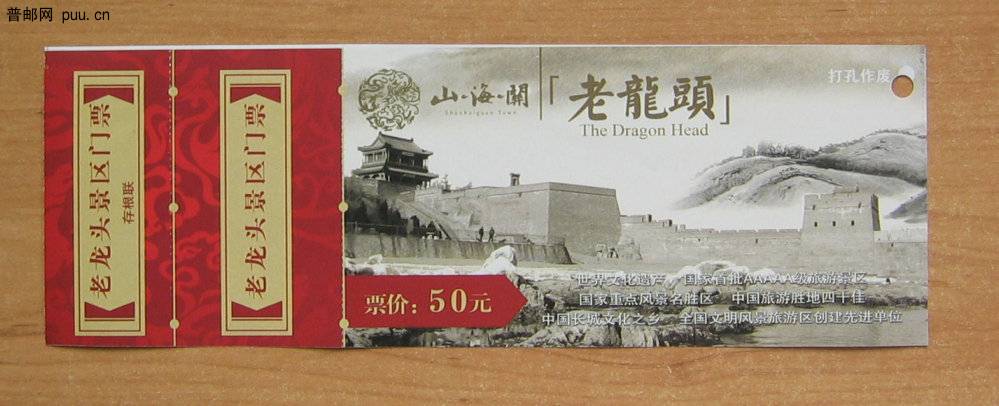 普邮网 puu.cn
老龙头景区门票
存根联
老龙头景区门票
山·海·關
Shanhaiguan Town
「老龍頭」
The Dragon Head
打孔作废
票价：50元
世界文化遗产 国家首批AAAAA级旅游景区
国家重点风景名胜区 中国旅游胜地四十佳
中国长城文化之乡 全国文明风景旅游区创建先进单位